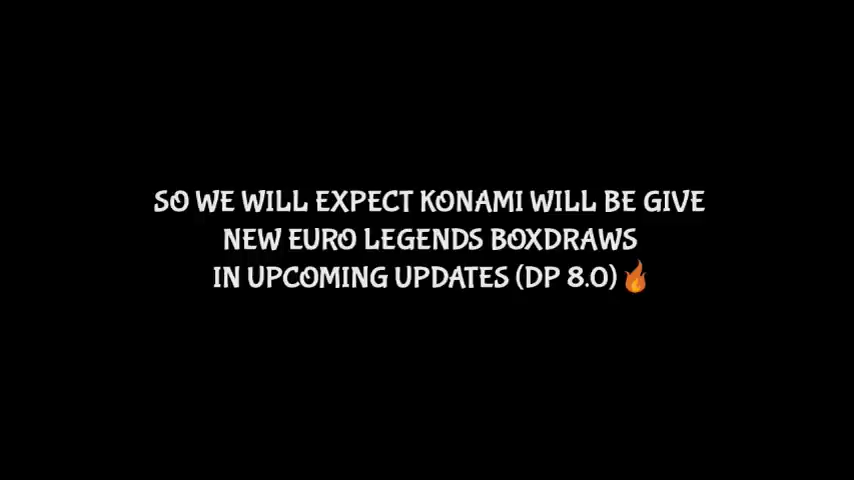 SO WE WILL EXPECT KONAMI WILL BE GIVE
NEW EURO LEGENDS BOXDRAWS
IN UPCOMING UPDATES (DP 8.0)🔥